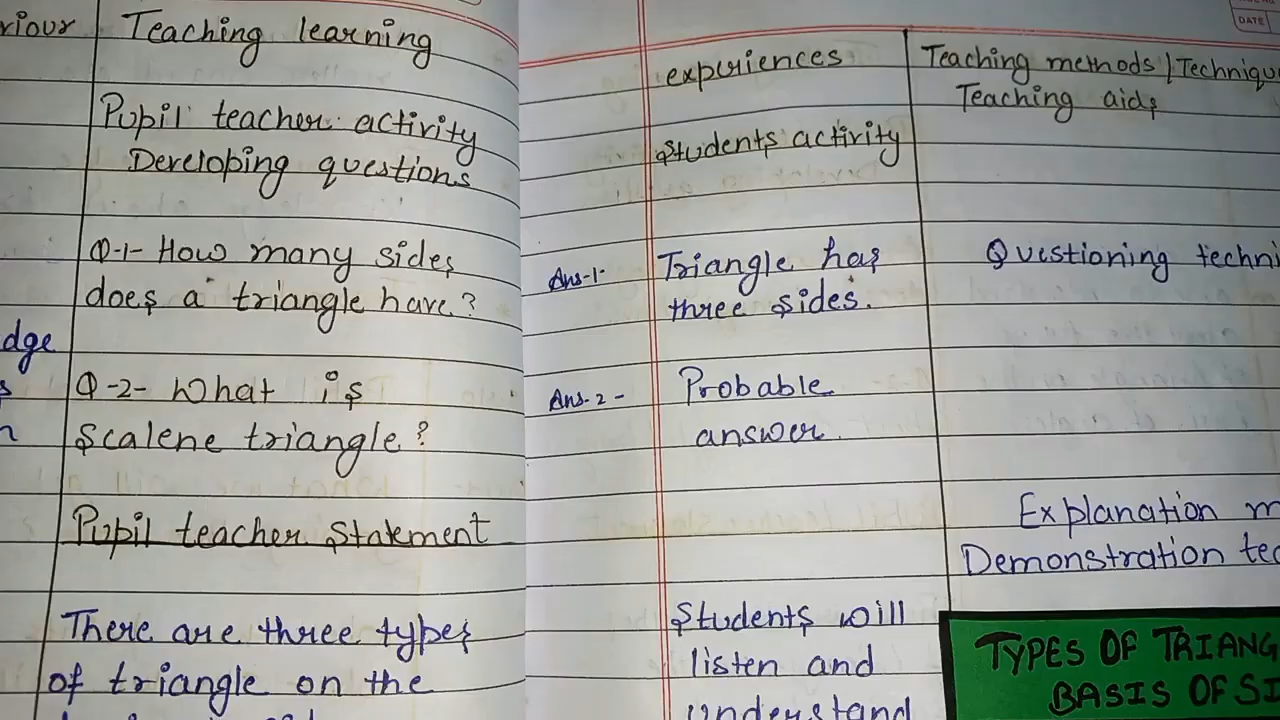 Teaching learning
Pupil teacher activity
Developing questions
Q-1- How many sides
does a triangle have?
Q-2- What is
Scalene triangle?
Pupil teacher Statement
There are three types
of triangle on the
experiences
Students activity
Ans-1- Triangle has
three sides.
Ans-2- Probable
answer.
Students will
listen and
understand
DATE
Teaching methods / Techniqu
Teaching aids
Questioning techni
Explanation m
Demonstration tec
TYPES OF TRIANG
BASIS OF SI